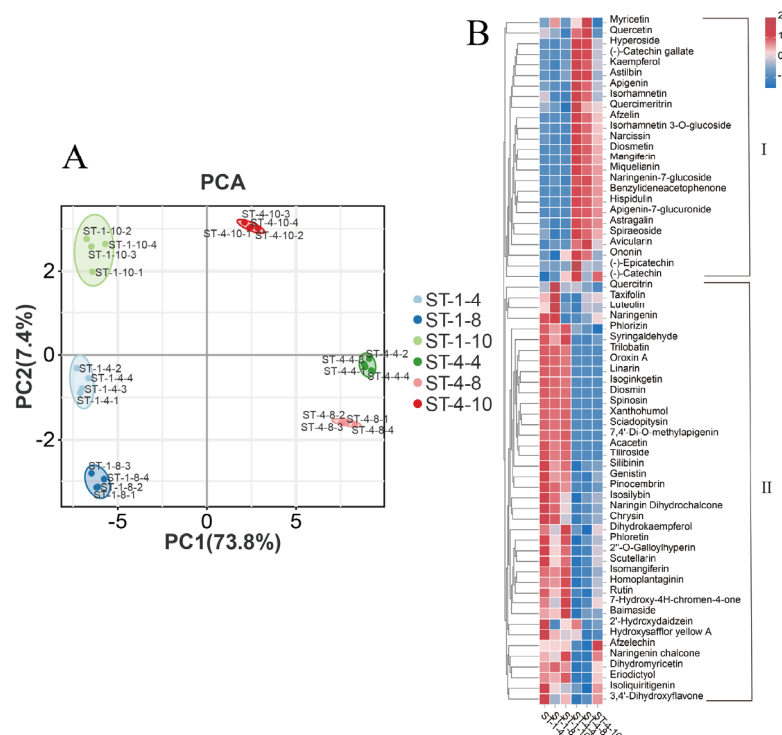 A
PCA
PC2(7.4%)
PC1(73.8%)
2
0
-2
-5
0
5
ST-1-10-2
ST-1-10-4
ST-1-10-3
ST-1-10-1
ST-4-10-3
ST-4-10-4
ST-4-10-1
ST-4-10-2
ST-1-4-2
ST-1-4-4
ST-1-4-3
ST-1-4-1
ST-4-4-2
ST-4-4-4
ST-4-8-2
ST-4-8-1
ST-4-8-3
ST-4-8-4
ST-1-8-3
ST-1-8-4
ST-1-8-2
ST-1-8-1
ST-1-4
ST-1-8
ST-1-10
ST-4-4
ST-4-8
ST-4-10
B
Myricetin
Quercetin
Hyperoside
(-)-Catechin gallate
Kaempferol
Astilbin
Apigenin
Isorhamnetin
Quercimeritrin
Afzelin
Isorhamnetin 3-O-glucoside
Narcissin
Diosmetin
Mangiferin
Miquelianin
Naringenin-7-glucoside
Benzylideneacetophenone
Hispidulin
Apigenin-7-glucuronide
Astragalin
Spiraeoside
Avicularin
Ononin
(-)-Epicatechin
(-)-Catechin
Quercitrin
Taxifolin
Luteolin
Naringenin
Phlorizin
Syringaldehyde
Trilobatin
Oroxin A
Linarin
Isoginkgetin
Diosmin
Spinosin
Xanthohumol
Sciadopitysin
7,4'-Di-O-methylapigenin
Acacetin
Tiliroside
Silibinin
Genistin
Pinocembrin
Isosilybin
Naringin Dihydrochalcone
Chrysin
Dihydrokaempferol
Phloretin
2"-O-Galloylhyperin
Scutellarin
Isomangiferin
Homoplantaginin
Rutin
7-Hydroxy-4H-chromen-4-one
Baimaside
2'-Hydroxydaidzein
Hydroxysafflor yellow A
Afzelechin
Naringenin chalcone
Dihydromyricetin
Eriodictyol
Isoliquiritigenin
3,4'-Dihydroxyflavone
I
II
2
0